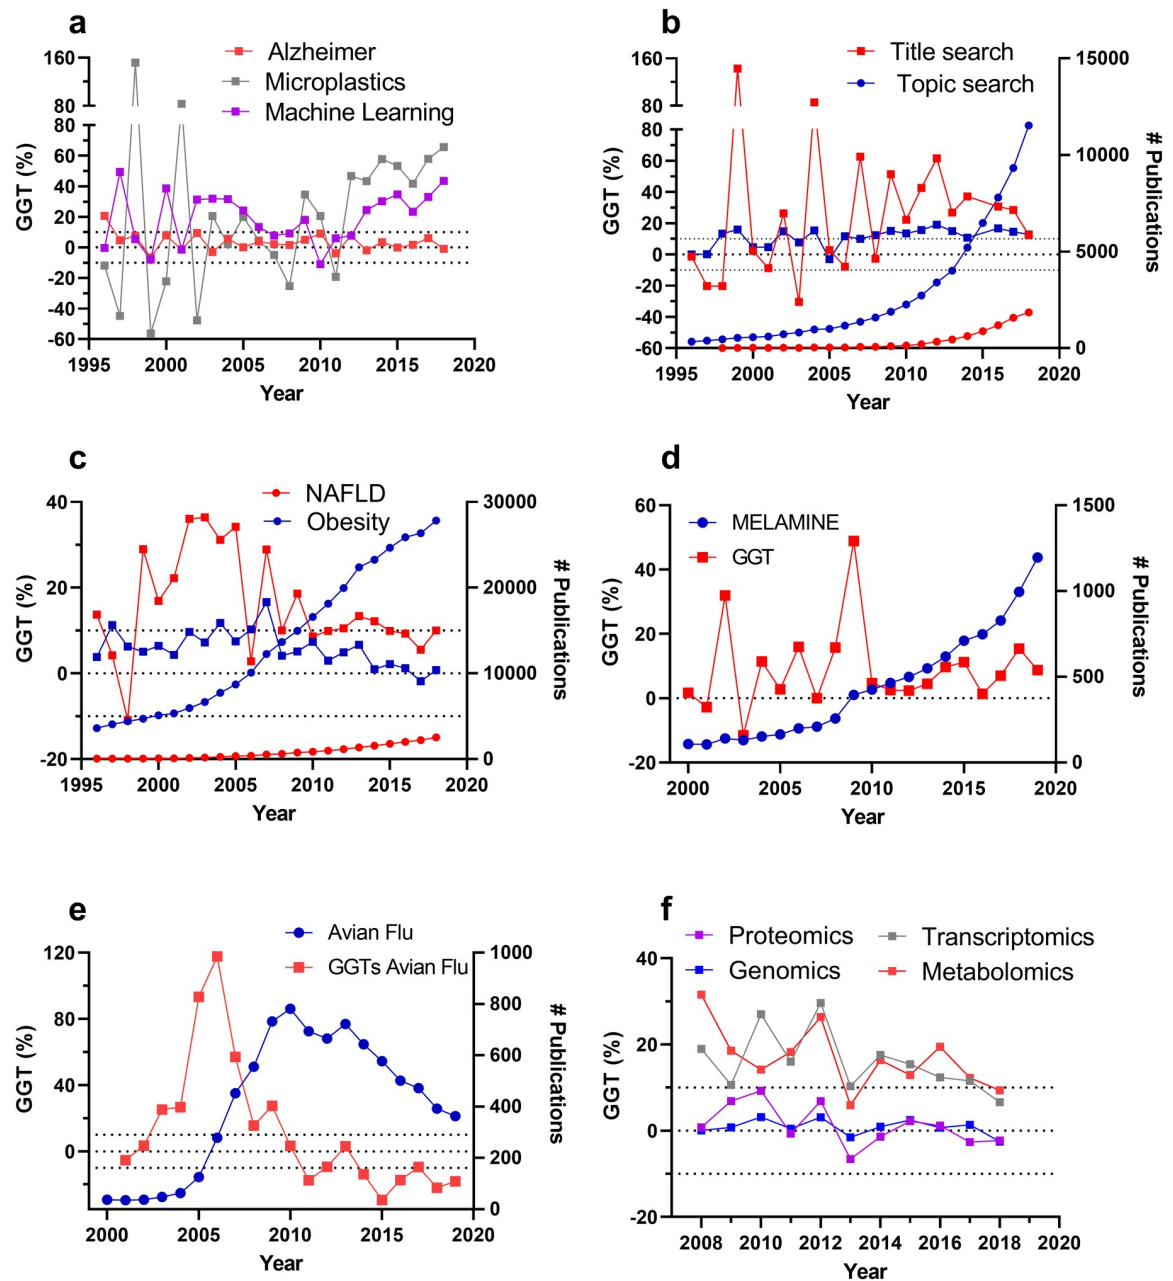 a
Alzheimer
Microplastics
Machine Learning
160
80
80
60
40
20
0
-20
-40
-60
GGT (%)
1995 2000 2005 2010 2015 2020
Year
b
Title search
Topic search
160
80
80
60
40
20
0
-20
-40
-60
GGT (%)
15000
10000
5000
0
# Publications
1995 2000 2005 2010 2015 2020
Year
c
NAFLD
Obesity
40
20
0
-20
GGT (%)
30000
20000
10000
0
# Publications
1995 2000 2005 2010 2015 2020
Year
d
MELAMINE
GGT
60
40
20
0
-20
GGT (%)
1500
1000
500
0
# Publications
2000 2005 2010 2015 2020
Year
e
Avian Flu
GGTs Avian Flu
120
80
40
0
GGT (%)
1000
800
600
400
200
0
# Publications
2000 2005 2010 2015 2020
Year
f
Proteomics Transcriptomics
Genomics Metabolomics
40
20
0
-20
GGT (%)
2008 2010 2012 2014 2016 2018 2020
Year